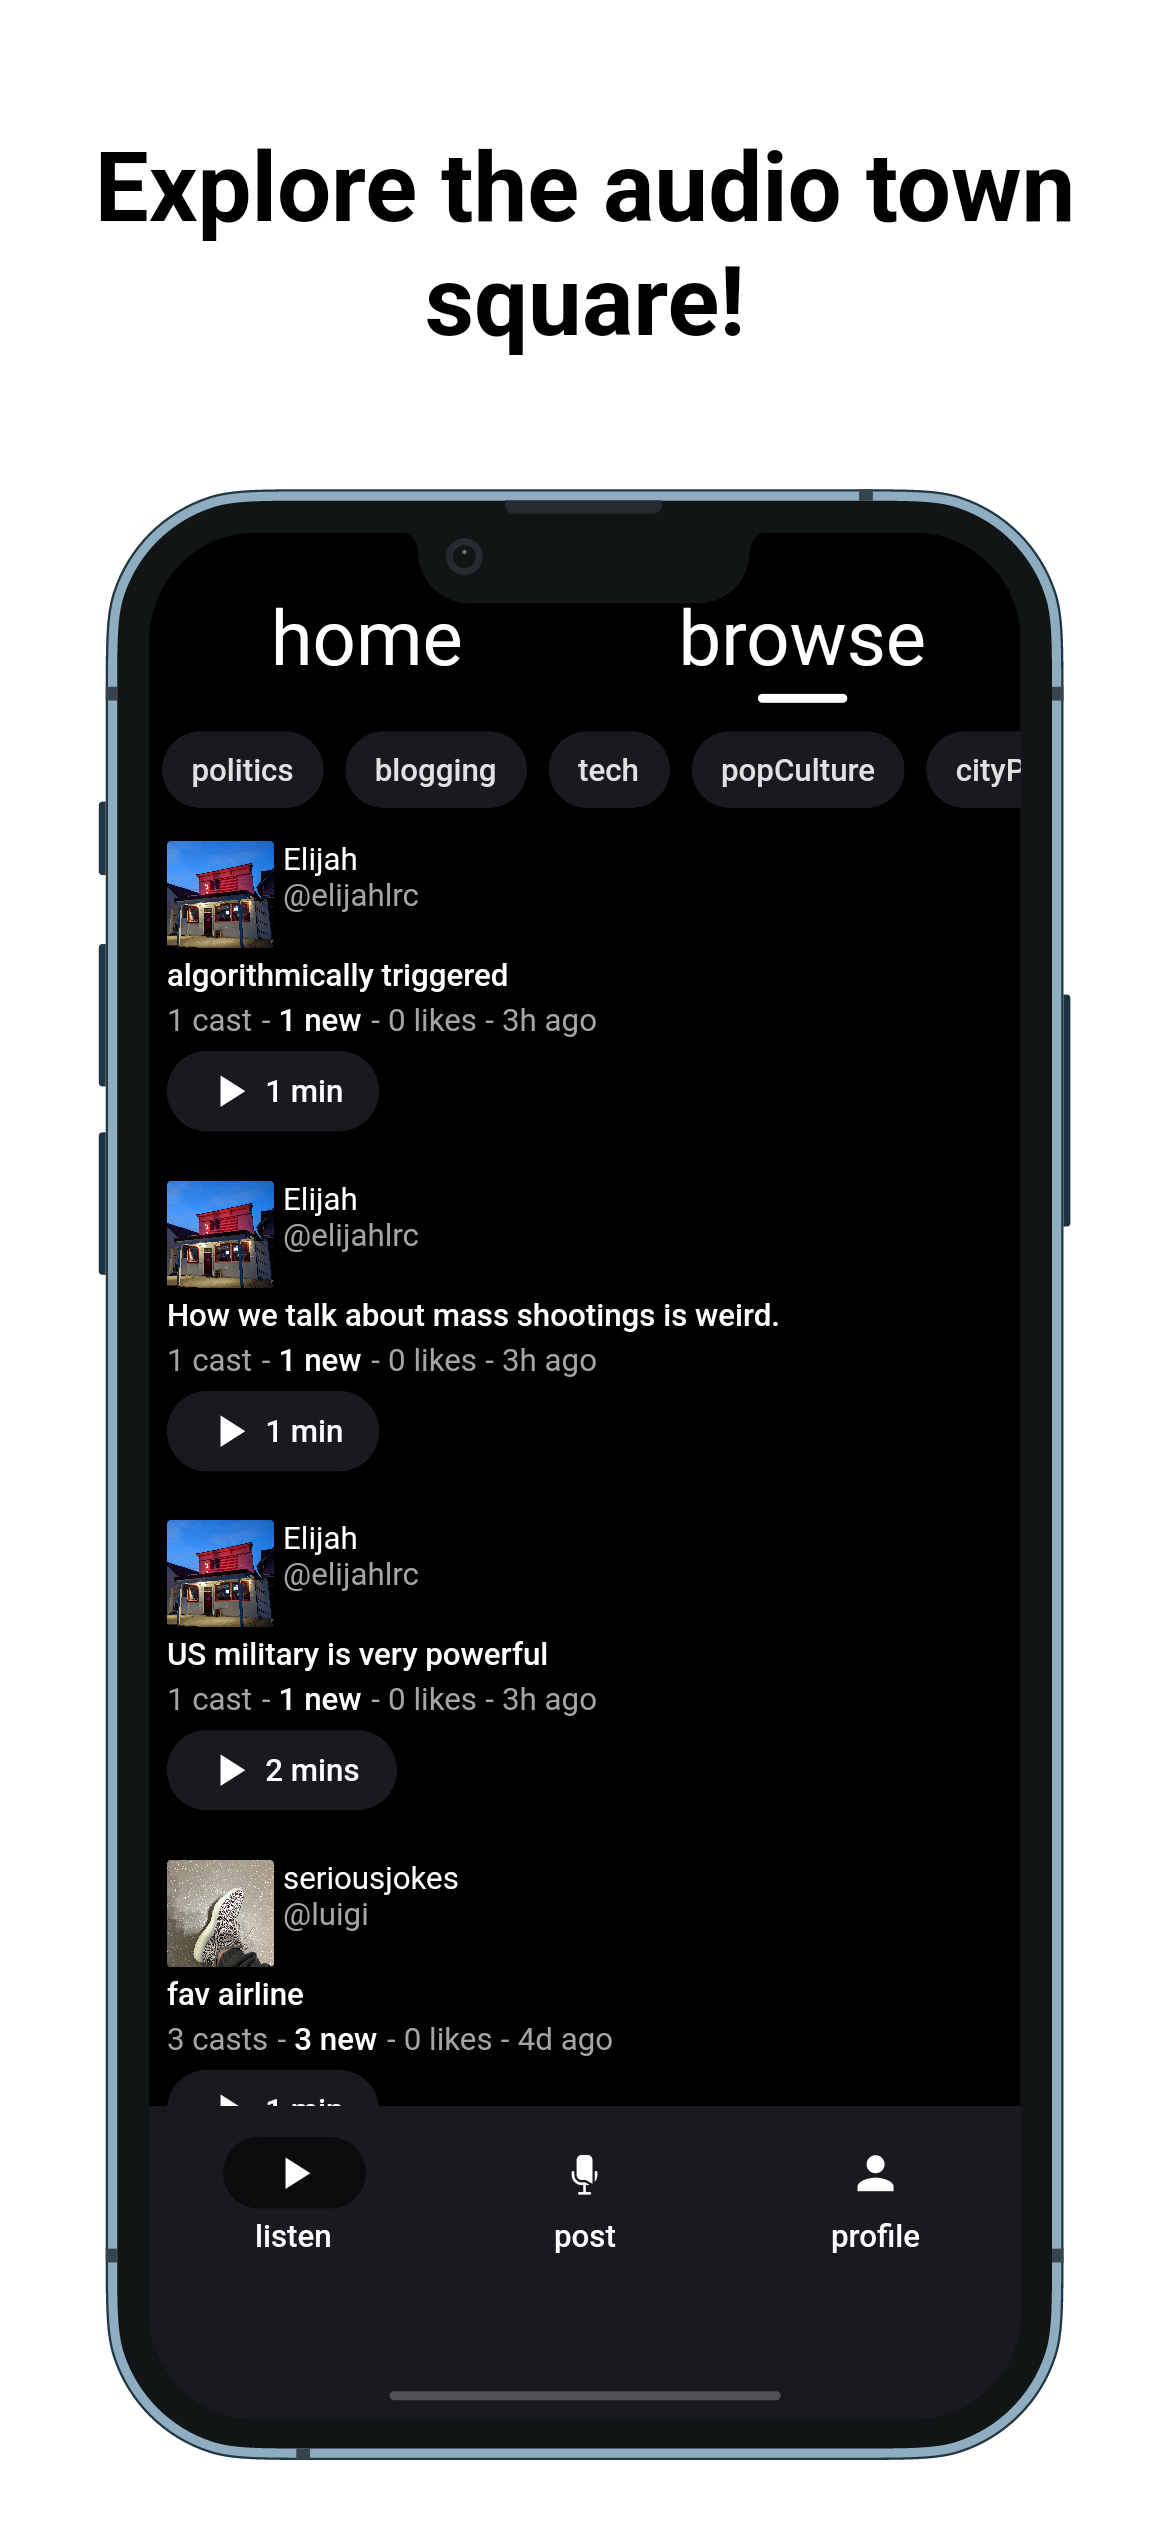 Explore the audio town
square!
home browse
politics blogging tech popCulture cityP
Elijah
@elijahlrc
algorithmically triggered
1 cast - 1 new - 0 likes - 3h ago
1 min
Elijah
@elijahlrc
How we talk about mass shootings is weird.
1 cast - 1 new - 0 likes - 3h ago
1 min
Elijah
@elijahlrc
US military is very powerful
1 cast - 1 new - 0 likes - 3h ago
2 mins
seriousjokes
@luigi
fav airline
3 casts - 3 new - 0 likes - 4d ago
1 min
listen post profile